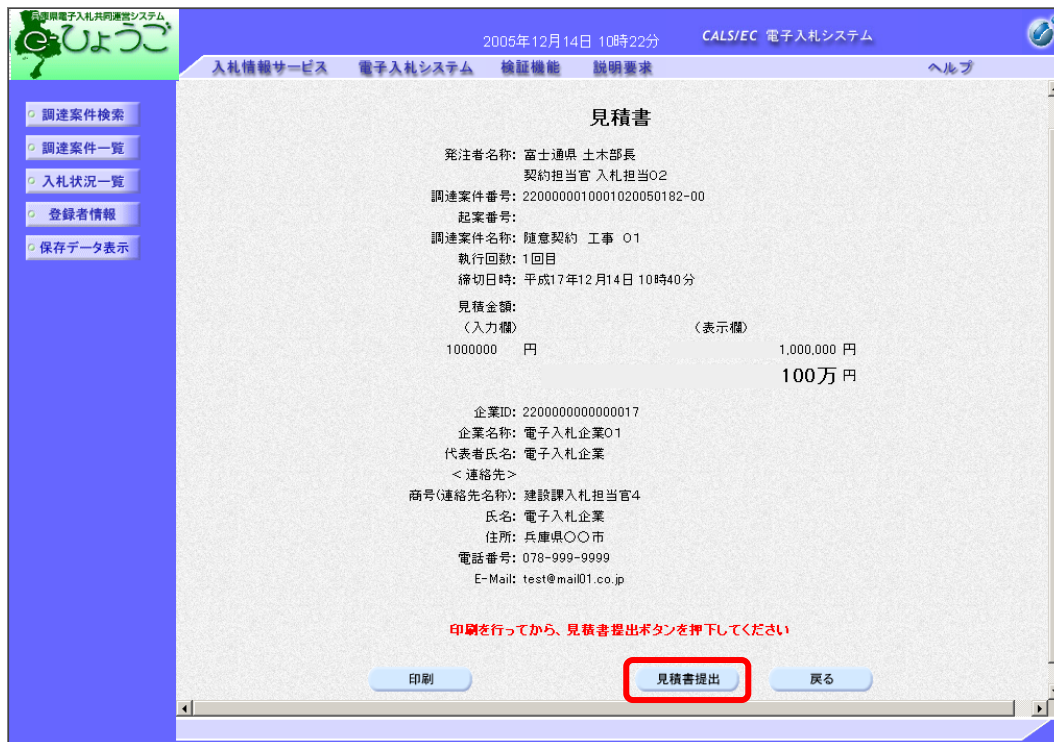 兵庫県電子入札共同運営システム
e-ひょうご
2005年12月14日 10時22分
CALS/EC 電子入札システム
入札情報サービス 電子入札システム 検証機能 説明要求 ヘルプ
調達案件検索
調達案件一覧
入札状況一覧
登録者情報
保存データ表示
見積書
発注者名称: 富士通県 土木部長
契約担当官 入札担当02
調達案件番号: 2200000010001020050182-00
起案番号:
調達案件名称: 随意契約 工事 01
執行回数: 1回目
締切日時: 平成17年12月14日 10時40分
見積金額:
(入力欄) (表示欄)
1000000 円 1,000,000 円
100万 円
企業ID: 2200000000000017
企業名称: 電子入札企業01
代表者氏名: 電子入札企業
<連絡先>
商号(連絡先名称): 建設課入札担当官4
氏名: 電子入札企業
住所: 兵庫県〇〇市
電話番号: 078-999-9999
E-Mail: test@mail01.co.jp
印刷を行ってから、見積書提出ボタンを押下してください
印刷 見積書提出 戻る